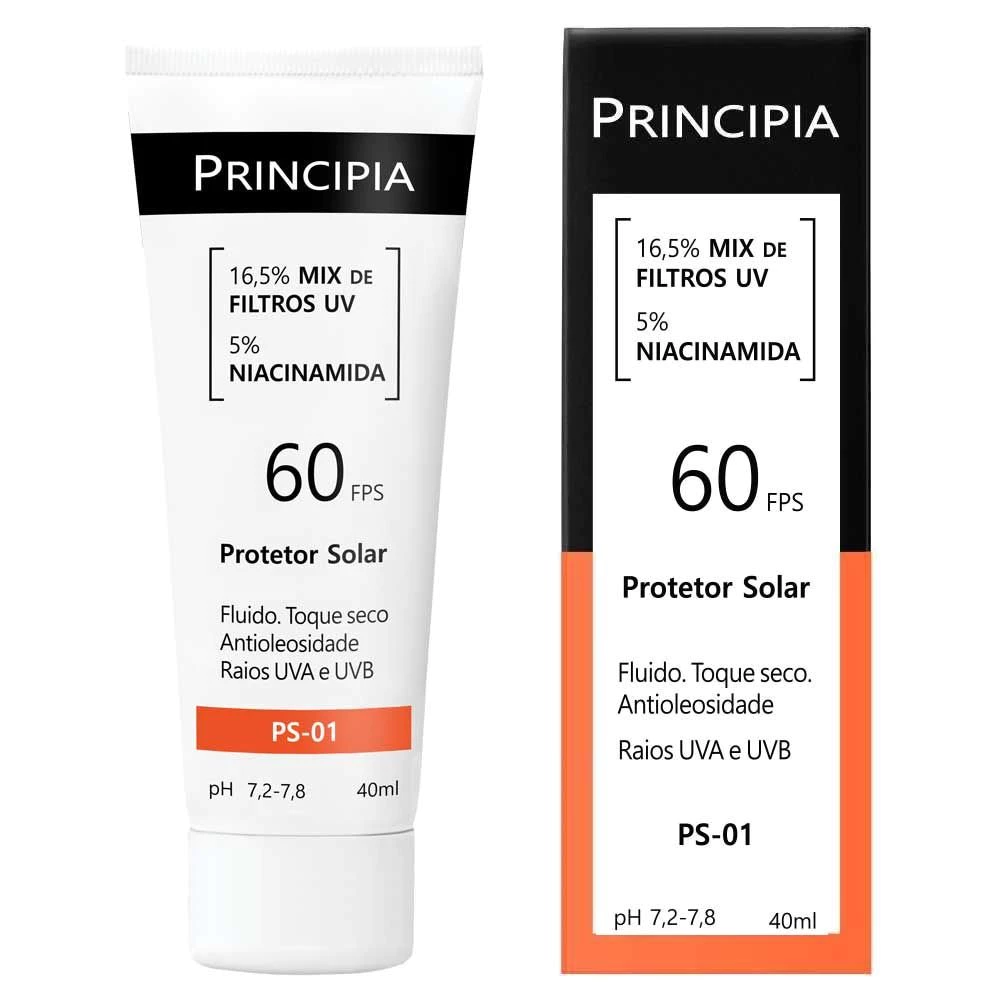 PRINCIPIA
16,5% MIX DE
FILTROS UV
5%
NIACINAMIDA
60 FPS
Protetor Solar
Fluido. Toque seco
Antioleosidade
Raios UVA e UVB
PS-01
pH 7,2-7,8 40ml
PRINCIPIA
16,5% MIX DE
FILTROS UV
5%
NIACINAMIDA
60 FPS
Protetor Solar
Fluido. Toque seco.
Antioleosidade
Raios UVA e UVB
PS-01
pH 7,2-7,8 40ml